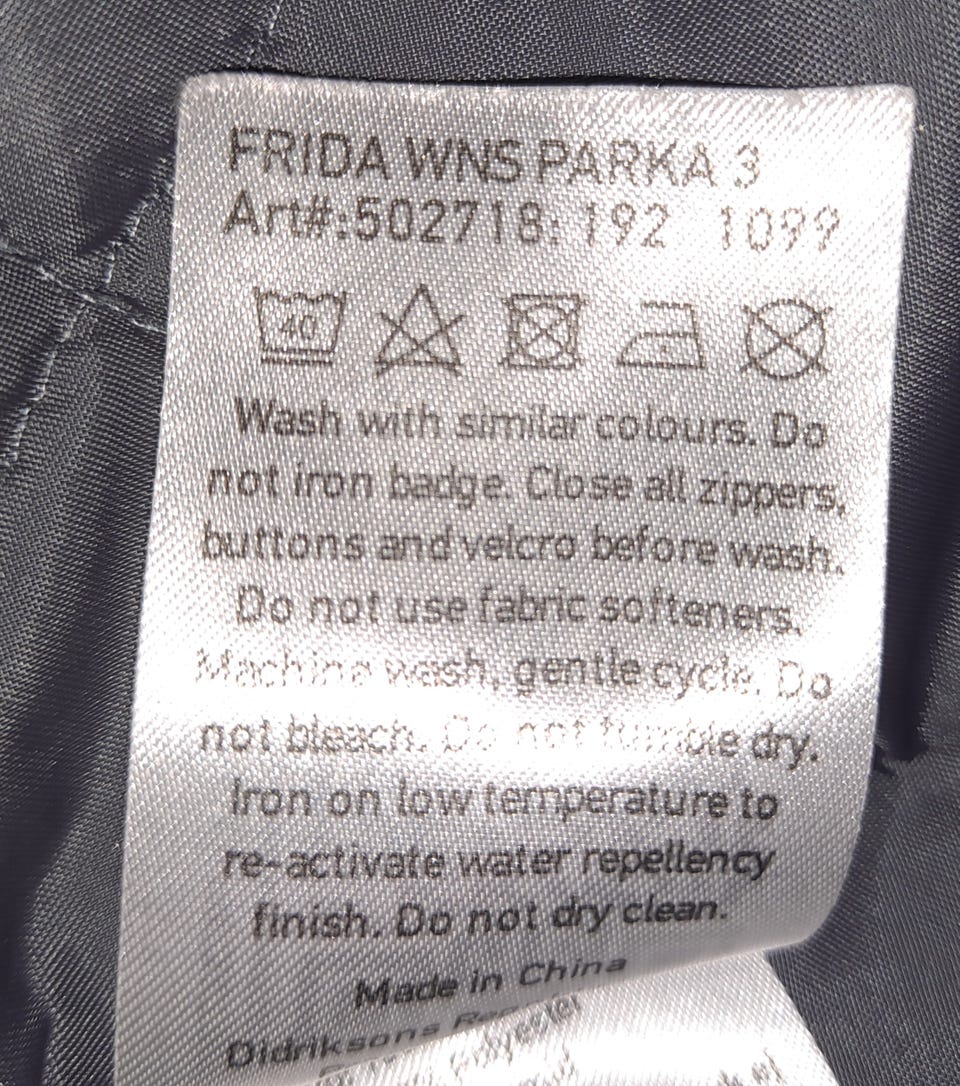 FRIDA WNS PARKA 3
Art#:502718: 192 1099
40
Wash with similar colours. Do
not iron badge. Close all zippers,
buttons and velcro before wash.
Do not use fabric softeners.
Machine wash, gentle cycle. Do
not bleach. Do not tumble dry.
Iron on low temperature to
re-activate water repellency
finish. Do not dry clean.
Made in China
Didriksons